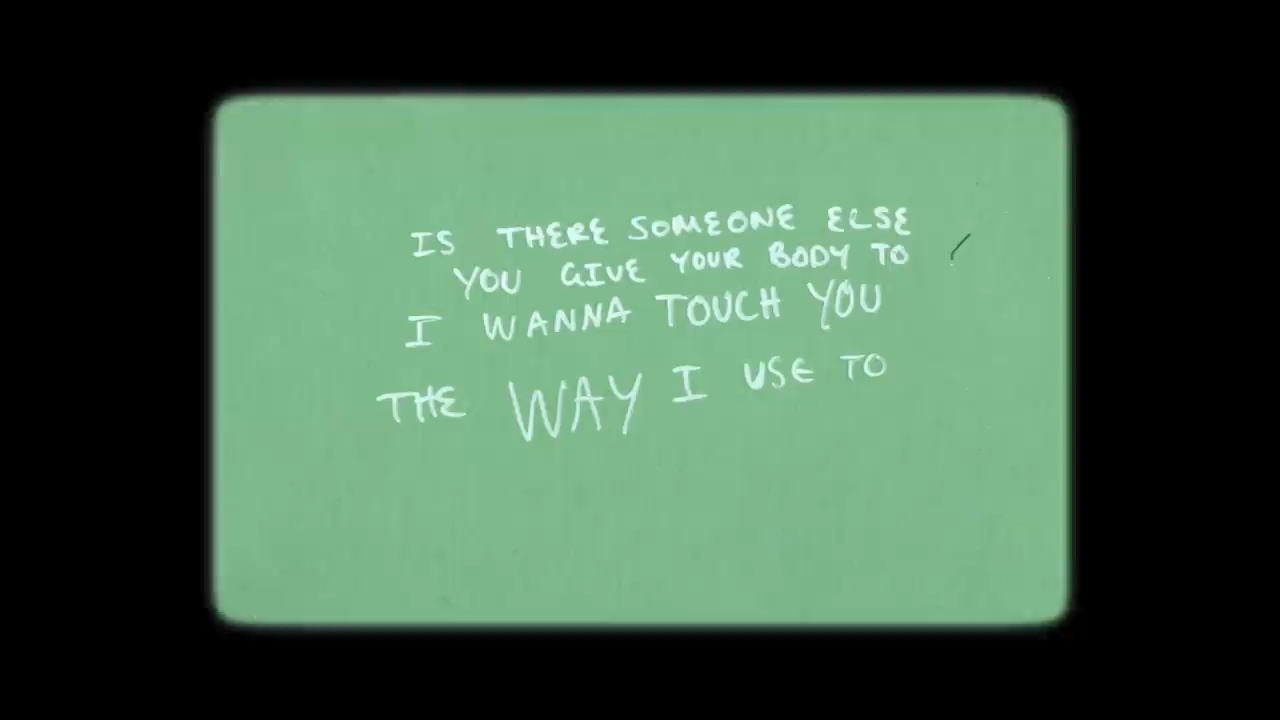 IS THERE SOMEONE ELSE
YOU GIVE YOUR BODY TO
I WANNA TOUCH YOU
THE WAY I USE TO